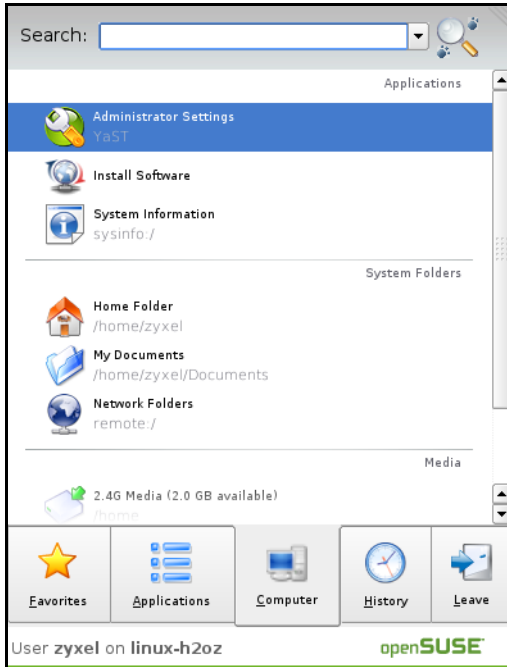 Search:
Applications
Administrator Settings
YaST
Install Software
System Information
sysinfo:/
System Folders
Home Folder
/home/zyxel
My Documents
/home/zyxel/Documents
Network Folders
remote:/
Media
2.4G Media (2.0 GB available)
/home
Favorites
Applications
Computer
History
Leave
User zyxel on linux-h2oz
openSUSE